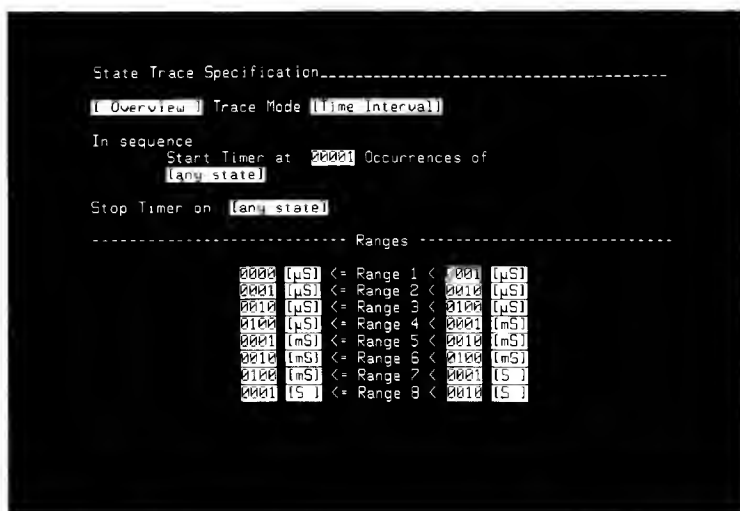 State Trace Specification
[ Overview ] Trace Mode [Time Interval]
In sequence
Start Timer at 00001 Occurrences of
[any state]
Stop Timer on [any state]
Ranges
0000 [µS] <= Range 1 < 001 [µS]
0001 [µS] <= Range 2 < 0010 [µS]
0010 [µS] <= Range 3 < 0100 [µS]
0100 [µS] <= Range 4 < 0001 [mS]
0001 [mS] <= Range 5 < 0010 [mS]
0010 [mS] <= Range 6 < 0100 [mS]
0100 [mS] <= Range 7 < 0001 [S ]
0001 [S ] <= Range 8 < 0010 [S ]